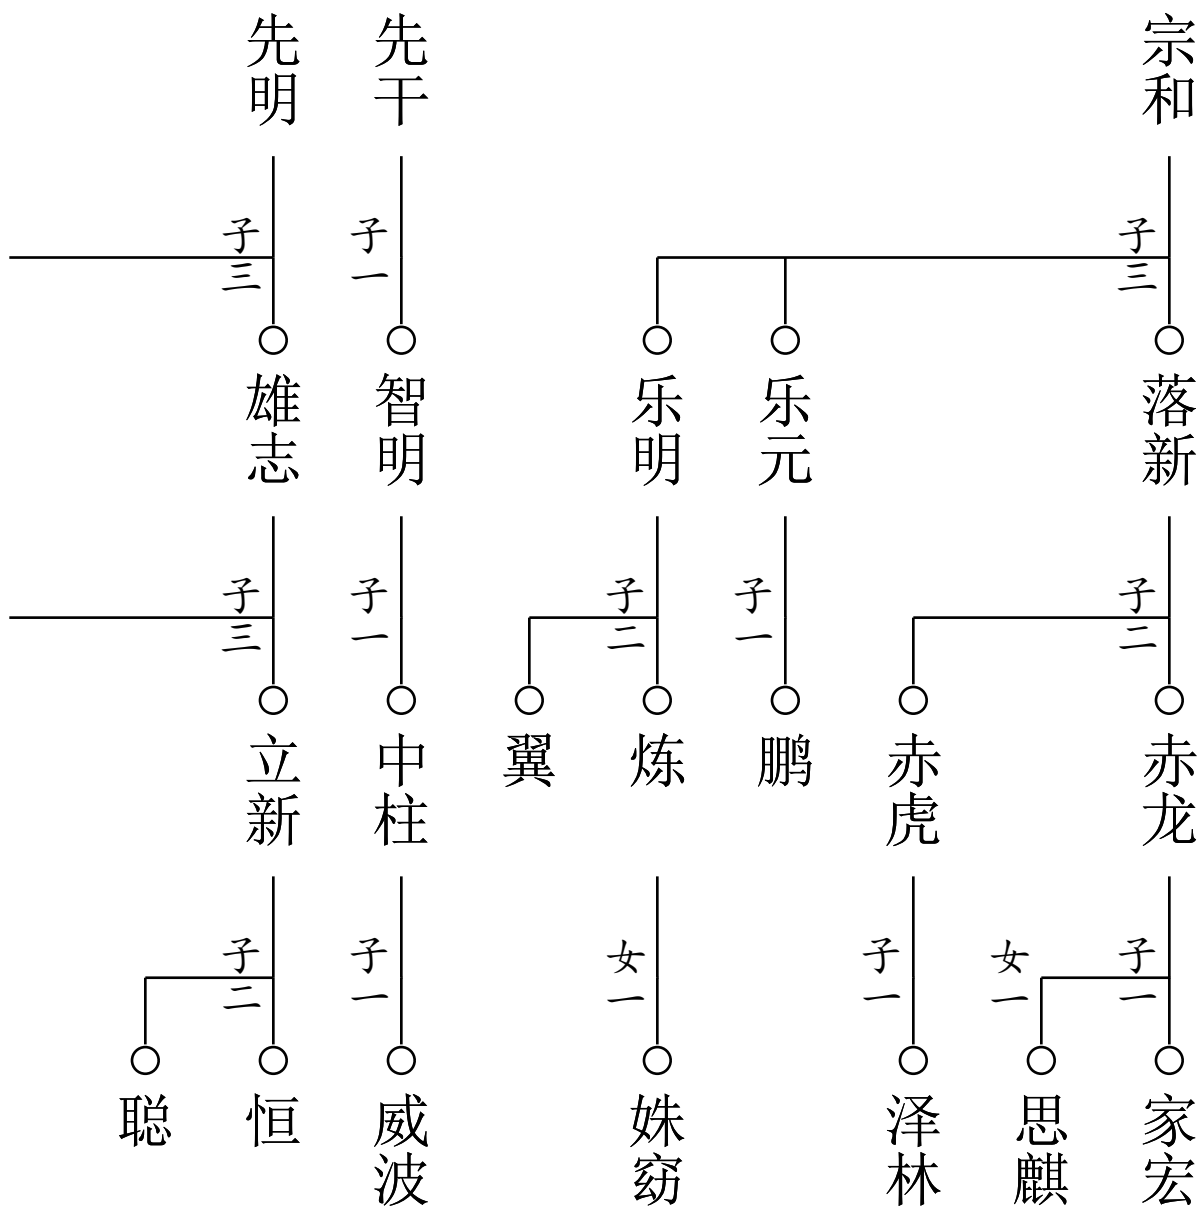 宗和
先干
先明
子三
子一
子三
落新
乐元
乐明
智明
雄志
子二
子一
子二
子一
子三
赤龙
赤虎
鹏
炼
翼
中柱
立新
子一
女一
子一
女一
子一
子二
家宏
思麒
泽林
姝窈
威波
恒
聪